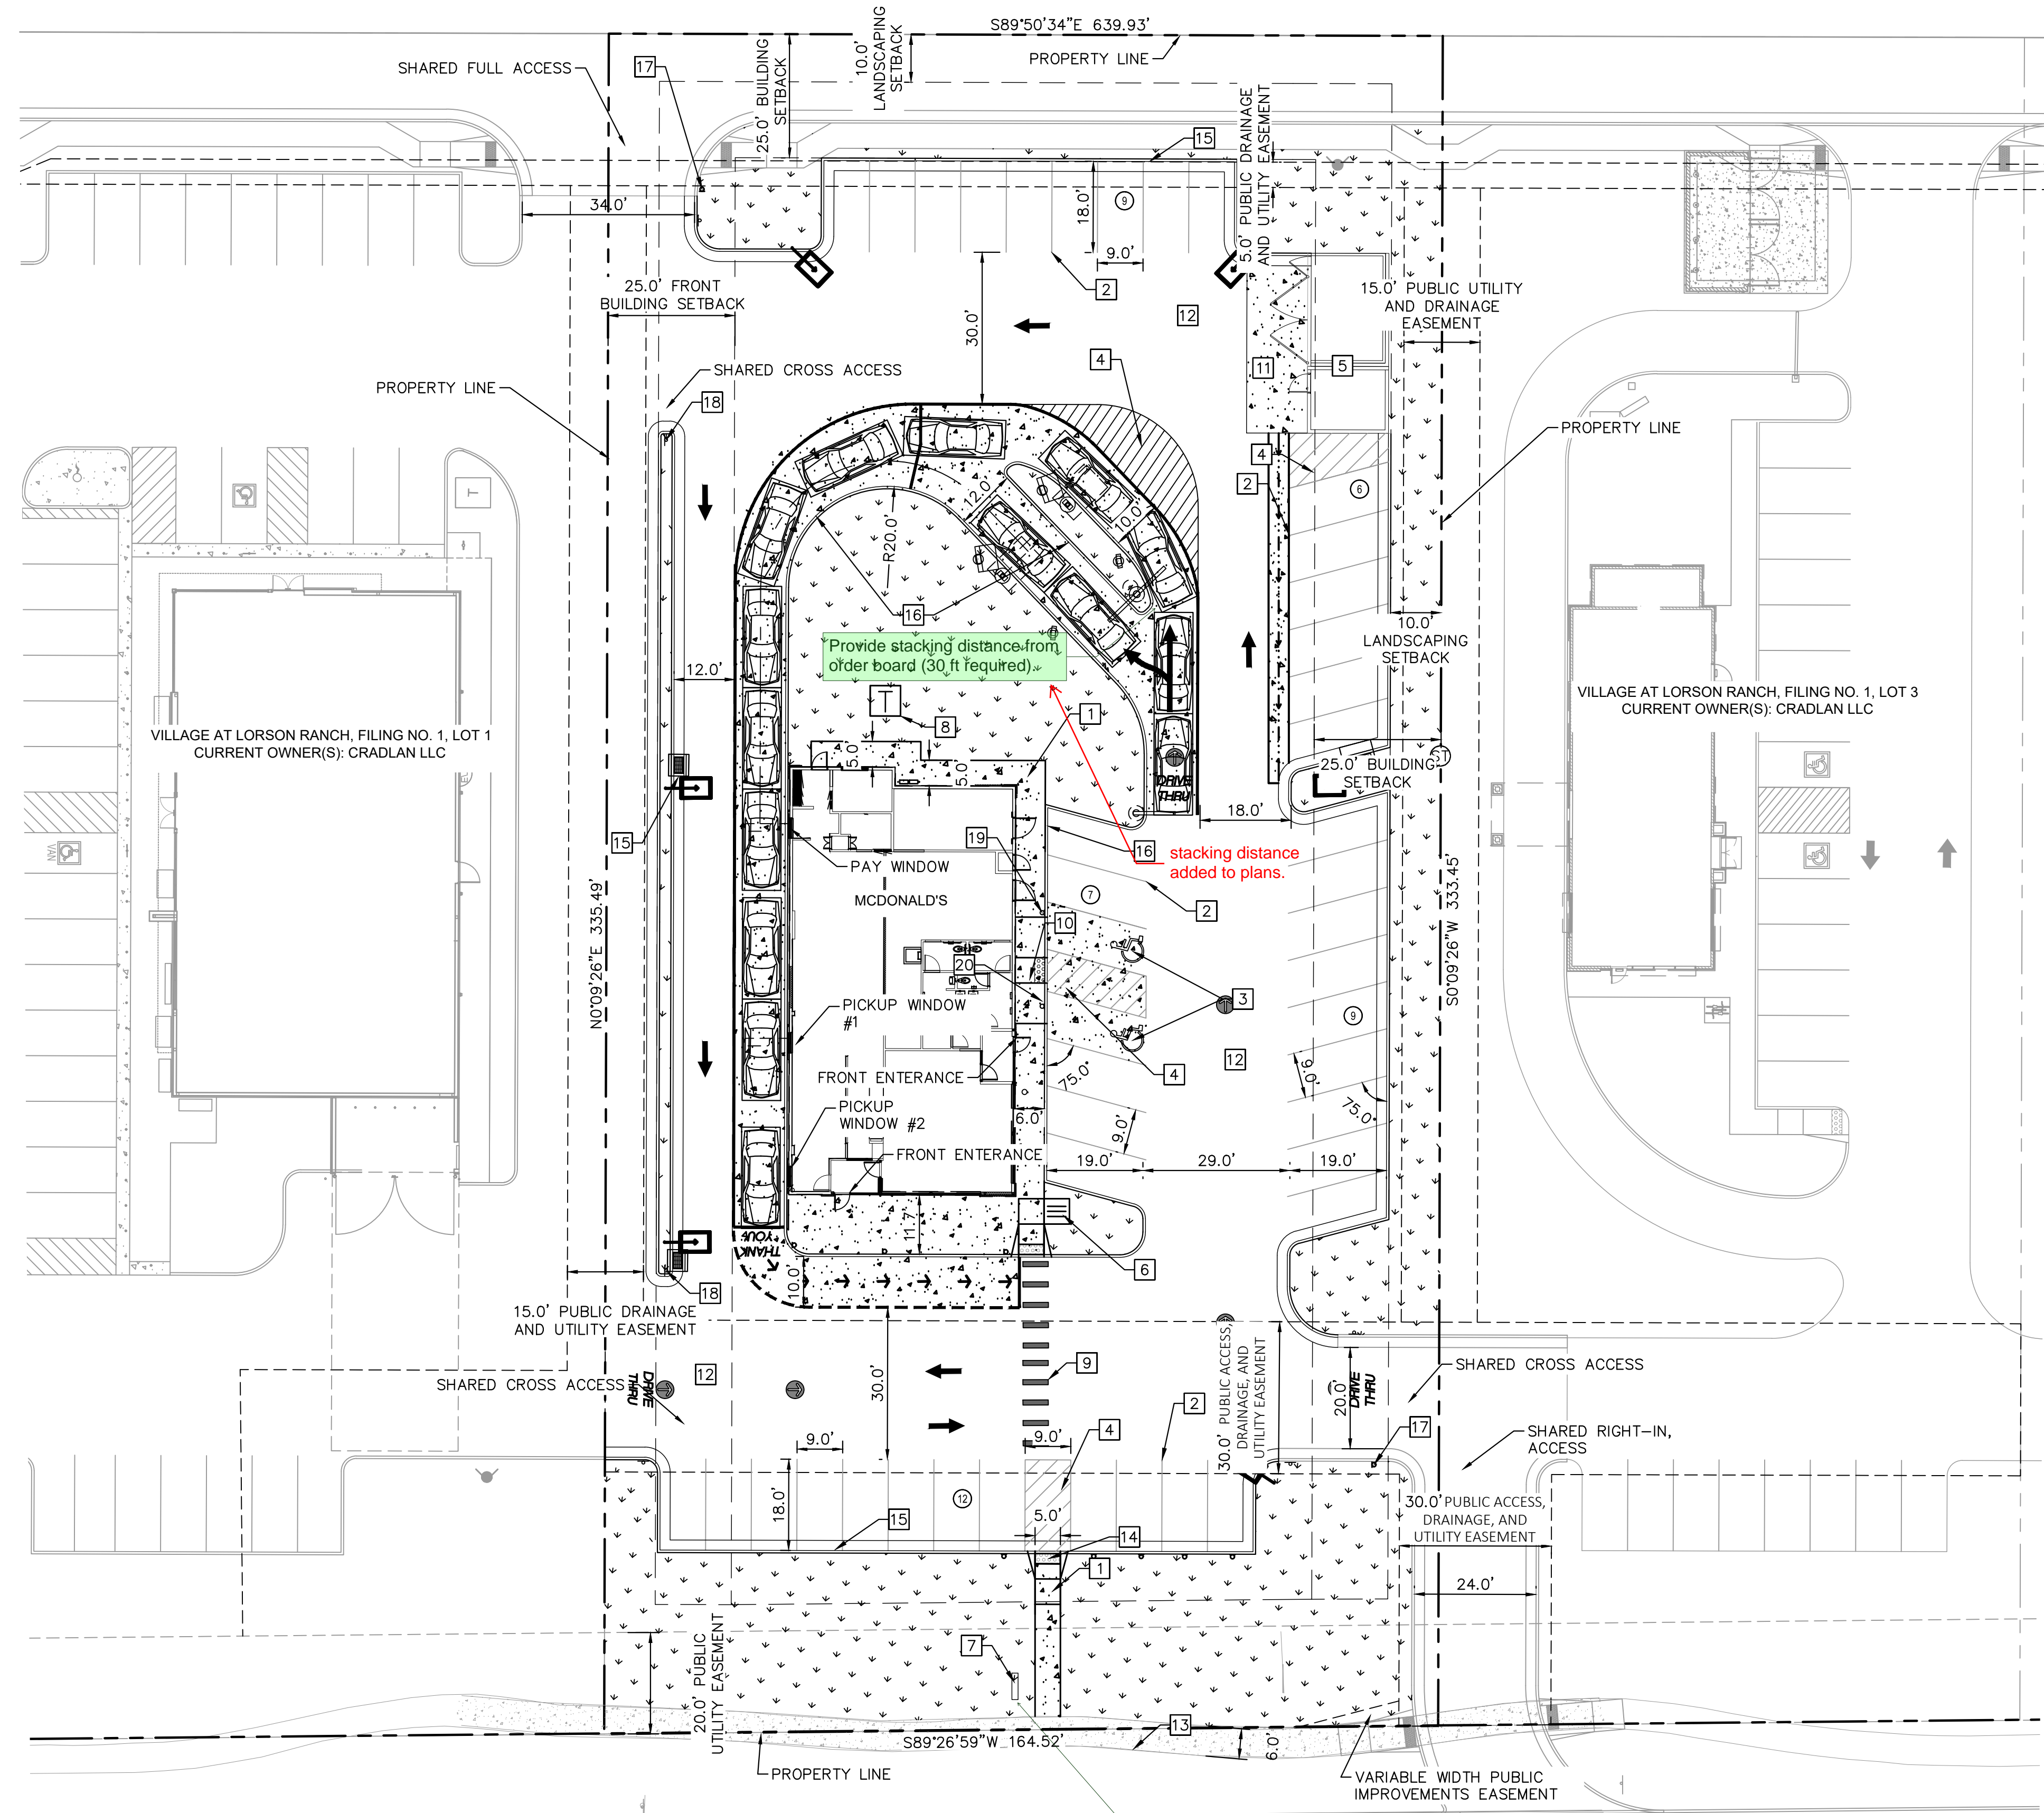 S89°50'34"E 639.93'
PROPERTY LINE
SHARED FULL ACCESS
17
25.0' BUILDING
SETBACK
10.0'
LANDSCAPING
SETBACK
5.0' PUBLIC DRAINAGE
AND UTILITY EASEMENT
15
34.0'
18.0'
9
9.0'
2
25.0' FRONT
BUILDING SETBACK
30.0'
12
15.0' PUBLIC UTILITY
AND DRAINAGE
EASEMENT
4
11
5
SHARED CROSS ACCESS
PROPERTY LINE
18
PROPERTY LINE
4
2
6
T
12.0'
10.0'
R20.0'
16
10.0'
LANDSCAPING
SETBACK
Provide stacking distance from
order board (30 ft required).
12.0'
T
8
1
VILLAGE AT LORSON RANCH, FILING NO. 1, LOT 1
CURRENT OWNER(S): CRADLAN LLC
VILLAGE AT LORSON RANCH, FILING NO. 1, LOT 3
CURRENT OWNER(S): CRADLAN LLC
5.0'
5.0'
DRIVE
THRU
25.0' BUILDING
SETBACK
18.0'
15
19
16
stacking distance
added to plans.
VAN
PAY WINDOW
MCDONALD'S
7
2
10
20
N0°09'26"E 335.49'
S0°09'26"W 333.45'
3
PICKUP WINDOW
#1
9
12
FRONT ENTERANCE
75.0°
4
9.0'
75.0°
PICKUP
WINDOW #2
6.0'
9.0'
FRONT ENTERANCE
19.0'
29.0'
19.0'
11.7'
THANK
YOU
6
10.0'
18
15.0' PUBLIC DRAINAGE
AND UTILITY EASEMENT
30.0' PUBLIC ACCESS,
DRAINAGE, AND
UTILITY EASEMENT
12
9
SHARED CROSS ACCESS
SHARED CROSS ACCESS
DRIVE
THRU
30.0'
20.0'
DRIVE
THRU
2
17
SHARED RIGHT-IN,
ACCESS
9.0'
9.0'
4
18.0'
12
15
5.0'
14
30.0' PUBLIC ACCESS,
DRAINAGE, AND
UTILITY EASEMENT
1
24.0'
20.0' PUBLIC
UTILITY EASEMENT
7
13
S89°26'59"W 164.52'
6.0'
PROPERTY LINE
VARIABLE WIDTH PUBLIC
IMPROVEMENTS EASEMENT